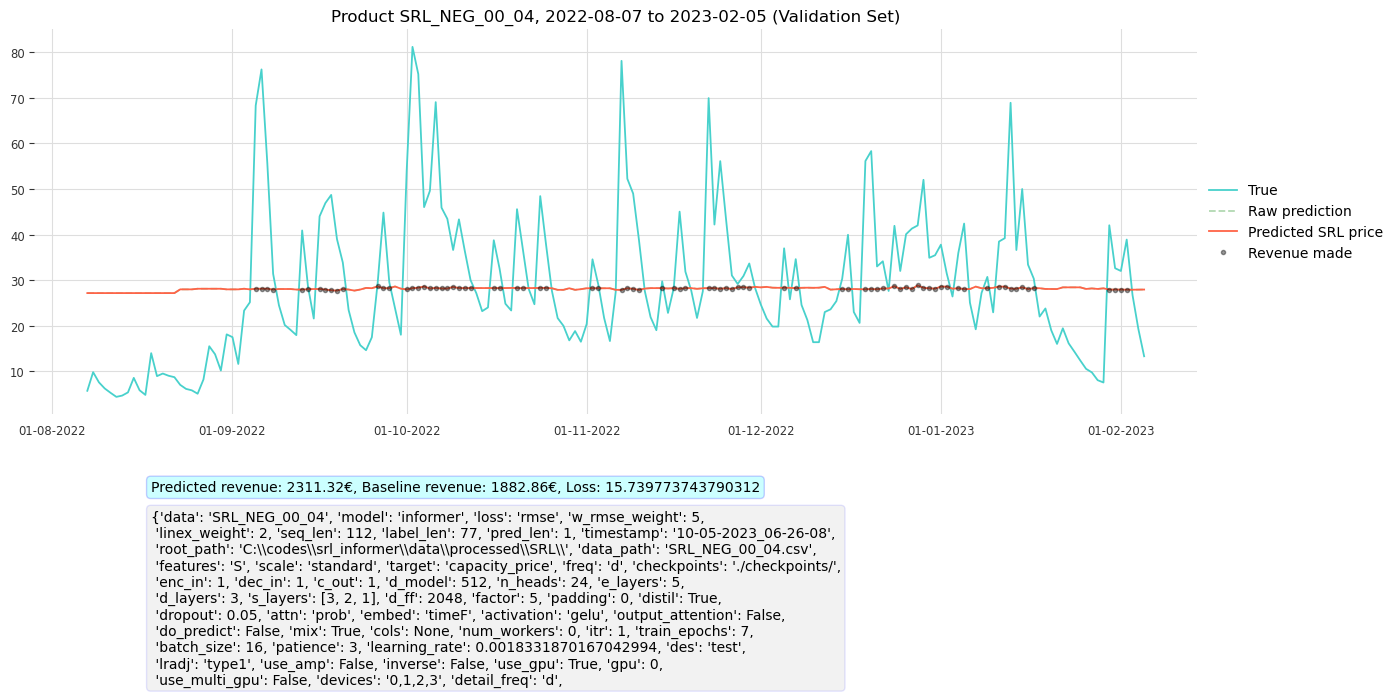 Product SRL_NEG_00_04, 2022-08-07 to 2023-02-05 (Validation Set)
80
70
60
50
40
30
20
10
01-08-2022
01-09-2022
01-10-2022
01-11-2022
01-12-2022
01-01-2023
01-02-2023
True
Raw prediction
Predicted SRL price
Revenue made
Predicted revenue: 2311.32€, Baseline revenue: 1882.86€, Loss: 15.739773743790312
{'data': 'SRL_NEG_00_04', 'model': 'informer', 'loss': 'rmse', 'w_rmse_weight': 5,
'linex_weight': 2, 'seq_len': 112, 'label_len': 77, 'pred_len': 1, 'timestamp': '10-05-2023_06-26-08',
'root_path': 'C:\\codes\\srl_informer\\data\\processed\\SRL\\', 'data_path': 'SRL_NEG_00_04.csv',
'features': 'S', 'scale': 'standard', 'target': 'capacity_price', 'freq': 'd', 'checkpoints': './checkpoints/',
'enc_in': 1, 'dec_in': 1, 'c_out': 1, 'd_model': 512, 'n_heads': 24, 'e_layers': 5,
'd_layers': 3, 's_layers': [3, 2, 1], 'd_ff': 2048, 'factor': 5, 'padding': 0, 'distil': True,
'dropout': 0.05, 'attn': 'prob', 'embed': 'timeF', 'activation': 'gelu', 'output_attention': False,
'do_predict': False, 'mix': True, 'cols': None, 'num_workers': 0, 'itr': 1, 'train_epochs': 7,
'batch_size': 16, 'patience': 3, 'learning_rate': 0.0018331870167042994, 'des': 'test',
'lradj': 'type1', 'use_amp': False, 'inverse': False, 'use_gpu': True, 'gpu': 0,
'use_multi_gpu': False, 'devices': '0,1,2,3', 'detail_freq': 'd',